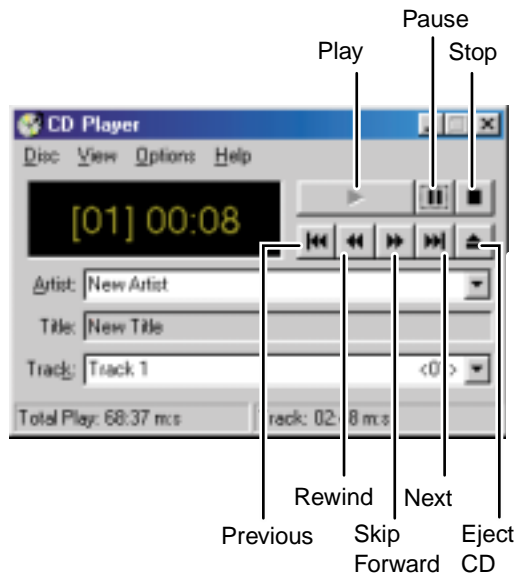 Pause
Play
Stop
CD Player
Disc View Options Help
[01] 00:08
Artist: New Artist
Title: New Title
Track: Track 1
Total Play: 68:37 m:s
Rewind
Next
Previous
Skip Forward
Eject CD